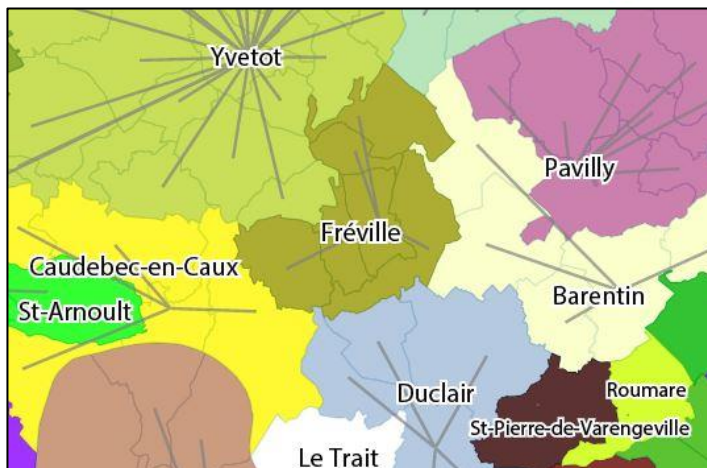 Yvetot
Pavilly
Fréville
Caudebec-en-Caux
St-Arnoult
Barentin
Duclair
Roumare
St-Pierre-de-Varengeville
Le Trait